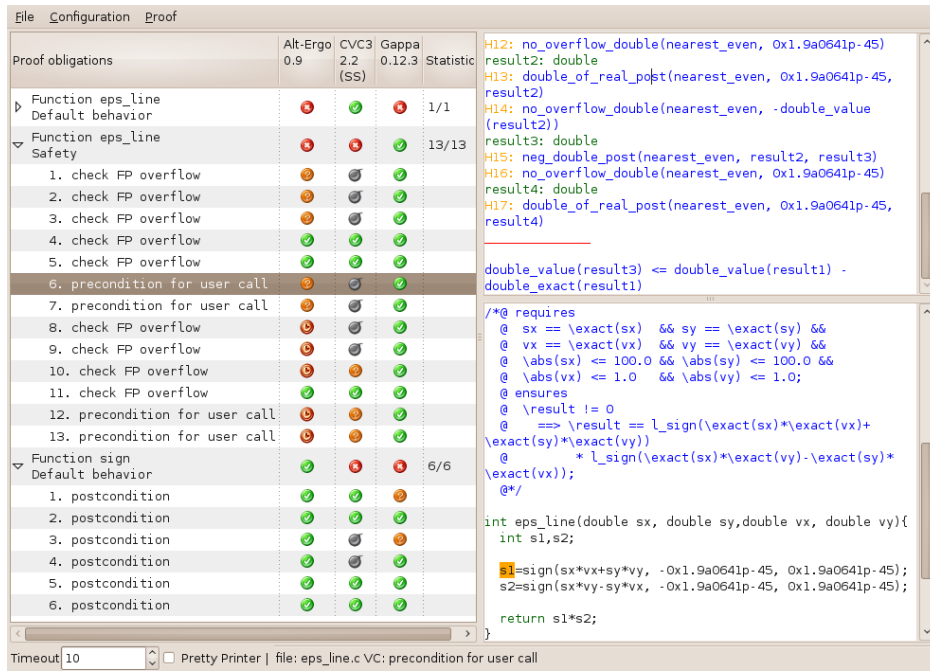 File Configuration Proof
Proof obligations
Alt-Ergo
0.9
CVC3
2.2
(SS)
Gappa
0.12.3
Statistic
Function eps_line
Default behavior
1/1
Function eps_line
Safety
13/13
1. check FP overflow
2. check FP overflow
3. check FP overflow
4. check FP overflow
5. check FP overflow
6. precondition for user call
7. precondition for user call
8. check FP overflow
9. check FP overflow
10. check FP overflow
11. check FP overflow
12. precondition for user call
13. precondition for user call
Function sign
Default behavior
6/6
1. postcondition
2. postcondition
3. postcondition
4. postcondition
5. postcondition
6. postcondition
H12: no_overflow_double(nearest_even, 0x1.9a0641p-45)
result2: double
H13: double_of_real_post(nearest_even, 0x1.9a0641p-45,
result2)
H14: no_overflow_double(nearest_even, -double_value
(result2))
result3: double
H15: neg_double_post(nearest_even, result2, result3)
H16: no_overflow_double(nearest_even, 0x1.9a0641p-45)
result4: double
H17: double_of_real_post(nearest_even, 0x1.9a0641p-45,
result4)
double_value(result3) <= double_value(result1) -
double_exact(result1)
/*@ requires
@ sx == \exact(sx) && sy == \exact(sy) &&
@ vx == \exact(vx) && vy == \exact(vy) &&
@ \abs(sx) <= 100.0 && \abs(sy) <= 100.0 &&
@ \abs(vx) <= 1.0 && \abs(vy) <= 1.0;
@ ensures
@ \result != 0
@ ==> \result == l_sign(\exact(sx)*\exact(vx)+
\exact(sy)*\exact(vy))
@ * l_sign(\exact(sx)*\exact(vy)-\exact(sy)*
\exact(vx));
@*/
int eps_line(double sx, double sy,double vx, double vy){
int s1,s2;
s1=sign(sx*vx+sy*vy, -0x1.9a0641p-45, 0x1.9a0641p-45);
s2=sign(sx*vy-sy*vx, -0x1.9a0641p-45, 0x1.9a0641p-45);
return s1*s2;
}
Timeout 10 Pretty Printer | file: eps_line.c VC: precondition for user call